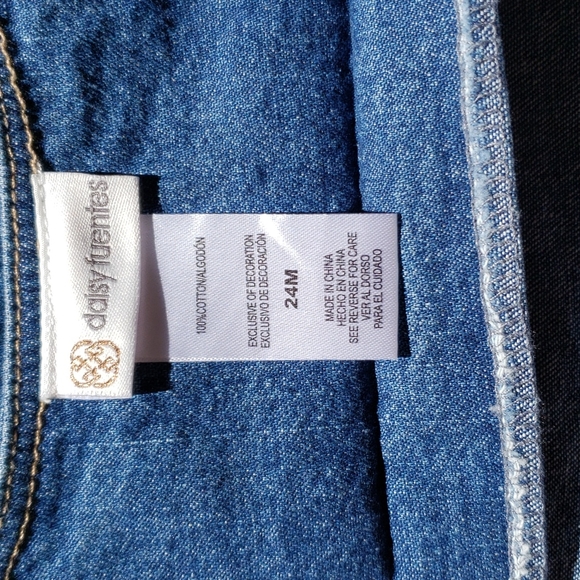 daisy fuentes
100%COTTON/ALGODÓN
EXCLUSIVE OF DECORATION
EXCLUSIVO DE DECORACIÓN
24M
MADE IN CHINA
HECHO EN CHINA
SEE REVERSE FOR CARE
VER AL DORSO
PARA EL CUIDADO